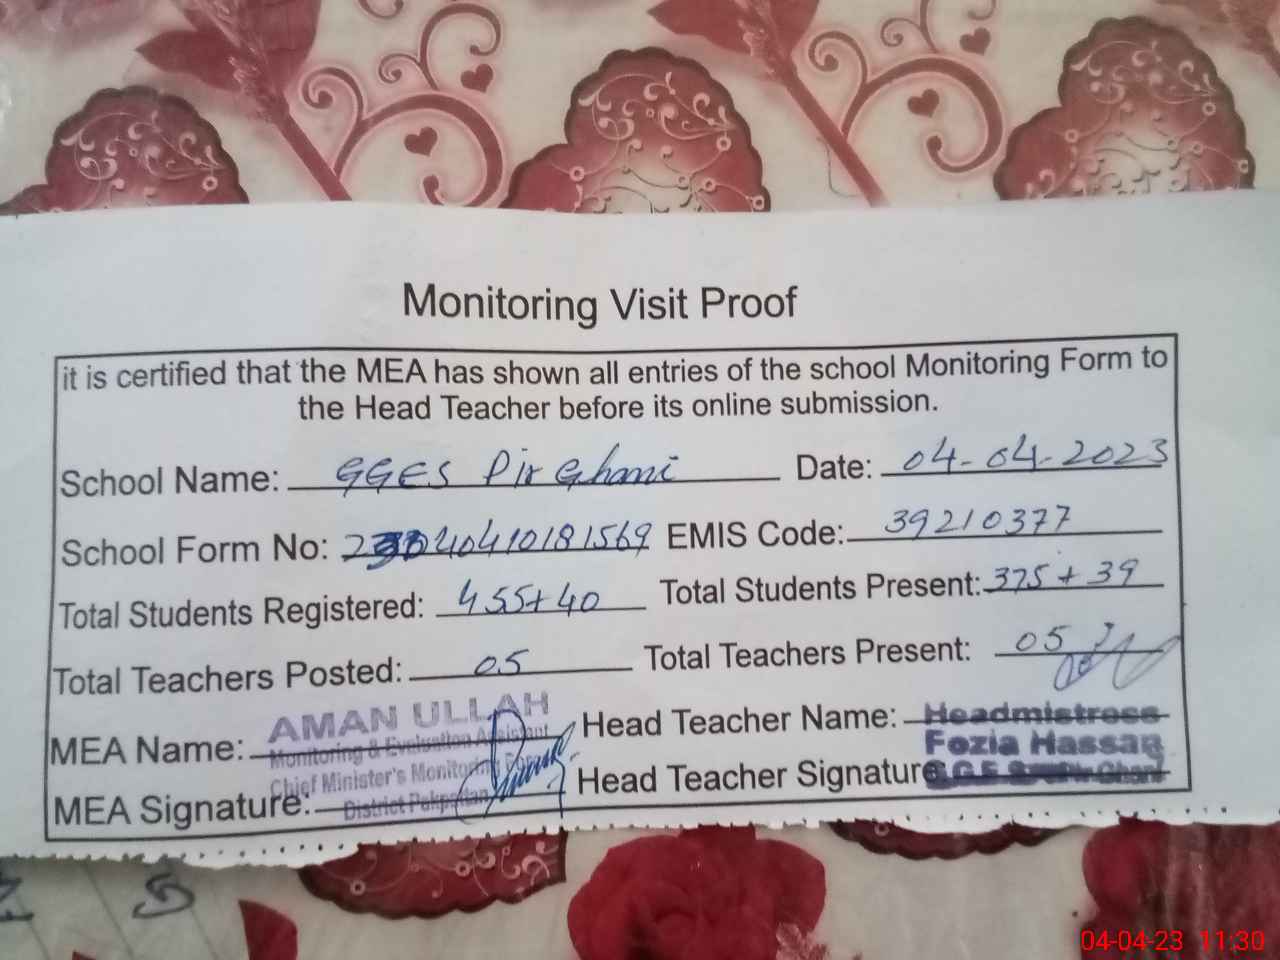 Monitoring Visit Proof
it is certified that the MEA has shown all entries of the school Monitoring Form to
the Head Teacher before its online submission.
School Name: GGES Pir Ghani Date: 04-04-2023
School Form No: 23040410181569 EMIS Code: 39210377
Total Students Registered: 455+40 Total Students Present: 375+39
Total Teachers Posted: 05 Total Teachers Present: 05
MEA Name: AMAN ULLAH Head Teacher Name: Headmistress
Monitoring & Evaluation Assistant Fozia Hassan
Chief Minister's Monitoring Force
MEA Signature: District Pakpattan Head Teacher Signature G.G.E.S Pir Ghani
04-04-23 11:30